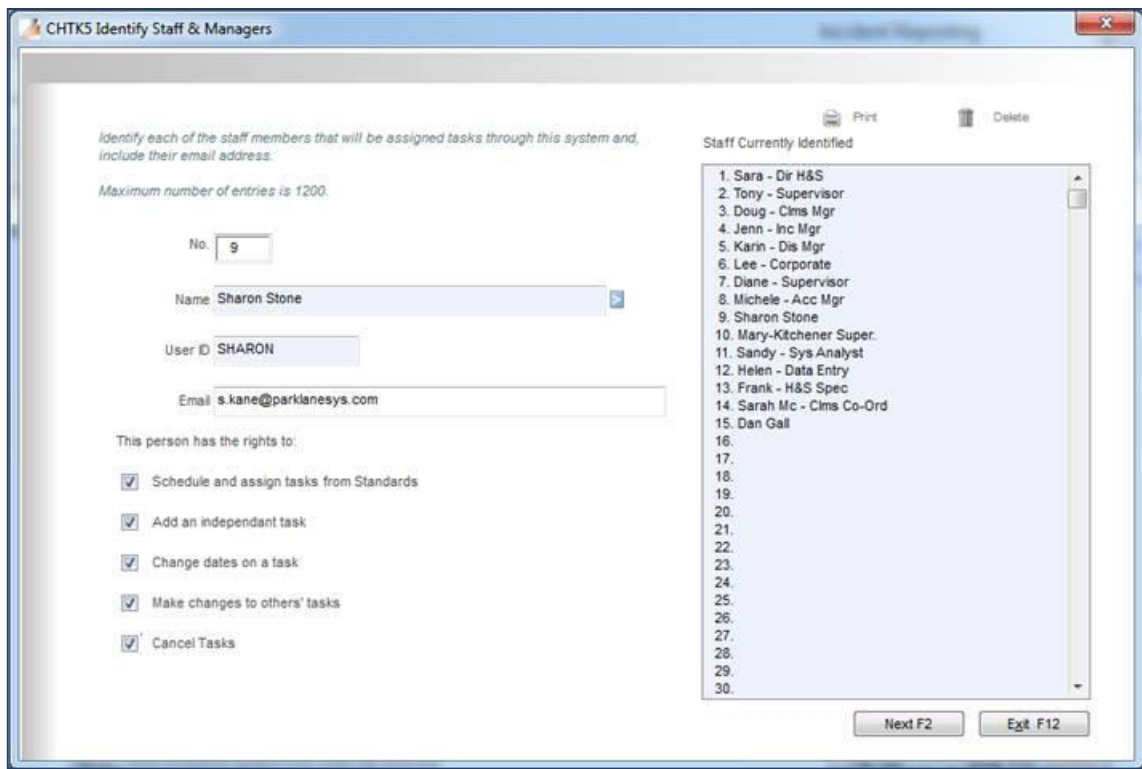 CHTK5 Identify Staff & Managers
Incident Reporting
Print
Delete
Identify each of the staff members that will be assigned tasks through this system and,
include their email address.
Maximum number of entries is 1200.
No. 9
Name Sharon Stone
User ID SHARON
Email s.kane@parklanesys.com
This person has the rights to:
Schedule and assign tasks from Standards
Add an independant task
Change dates on a task
Make changes to others' tasks
Cancel Tasks
Staff Currently Identified
1. Sara - Dir H&S
2. Tony - Supervisor
3. Doug - Clms Mgr
4. Jenn - Inc Mgr
5. Karin - Dis Mgr
6. Lee - Corporate
7. Diane - Supervisor
8. Michele - Acc Mgr
9. Sharon Stone
10. Mary-Kitchener Super.
11. Sandy - Sys Analyst
12. Helen - Data Entry
13. Frank - H&S Spec
14. Sarah Mc - Clms Co-Ord
15. Dan Gall
16.
17.
18.
19.
20.
21.
22.
23.
24.
25.
26.
27.
28.
29.
30.
Next F2
Exit F12